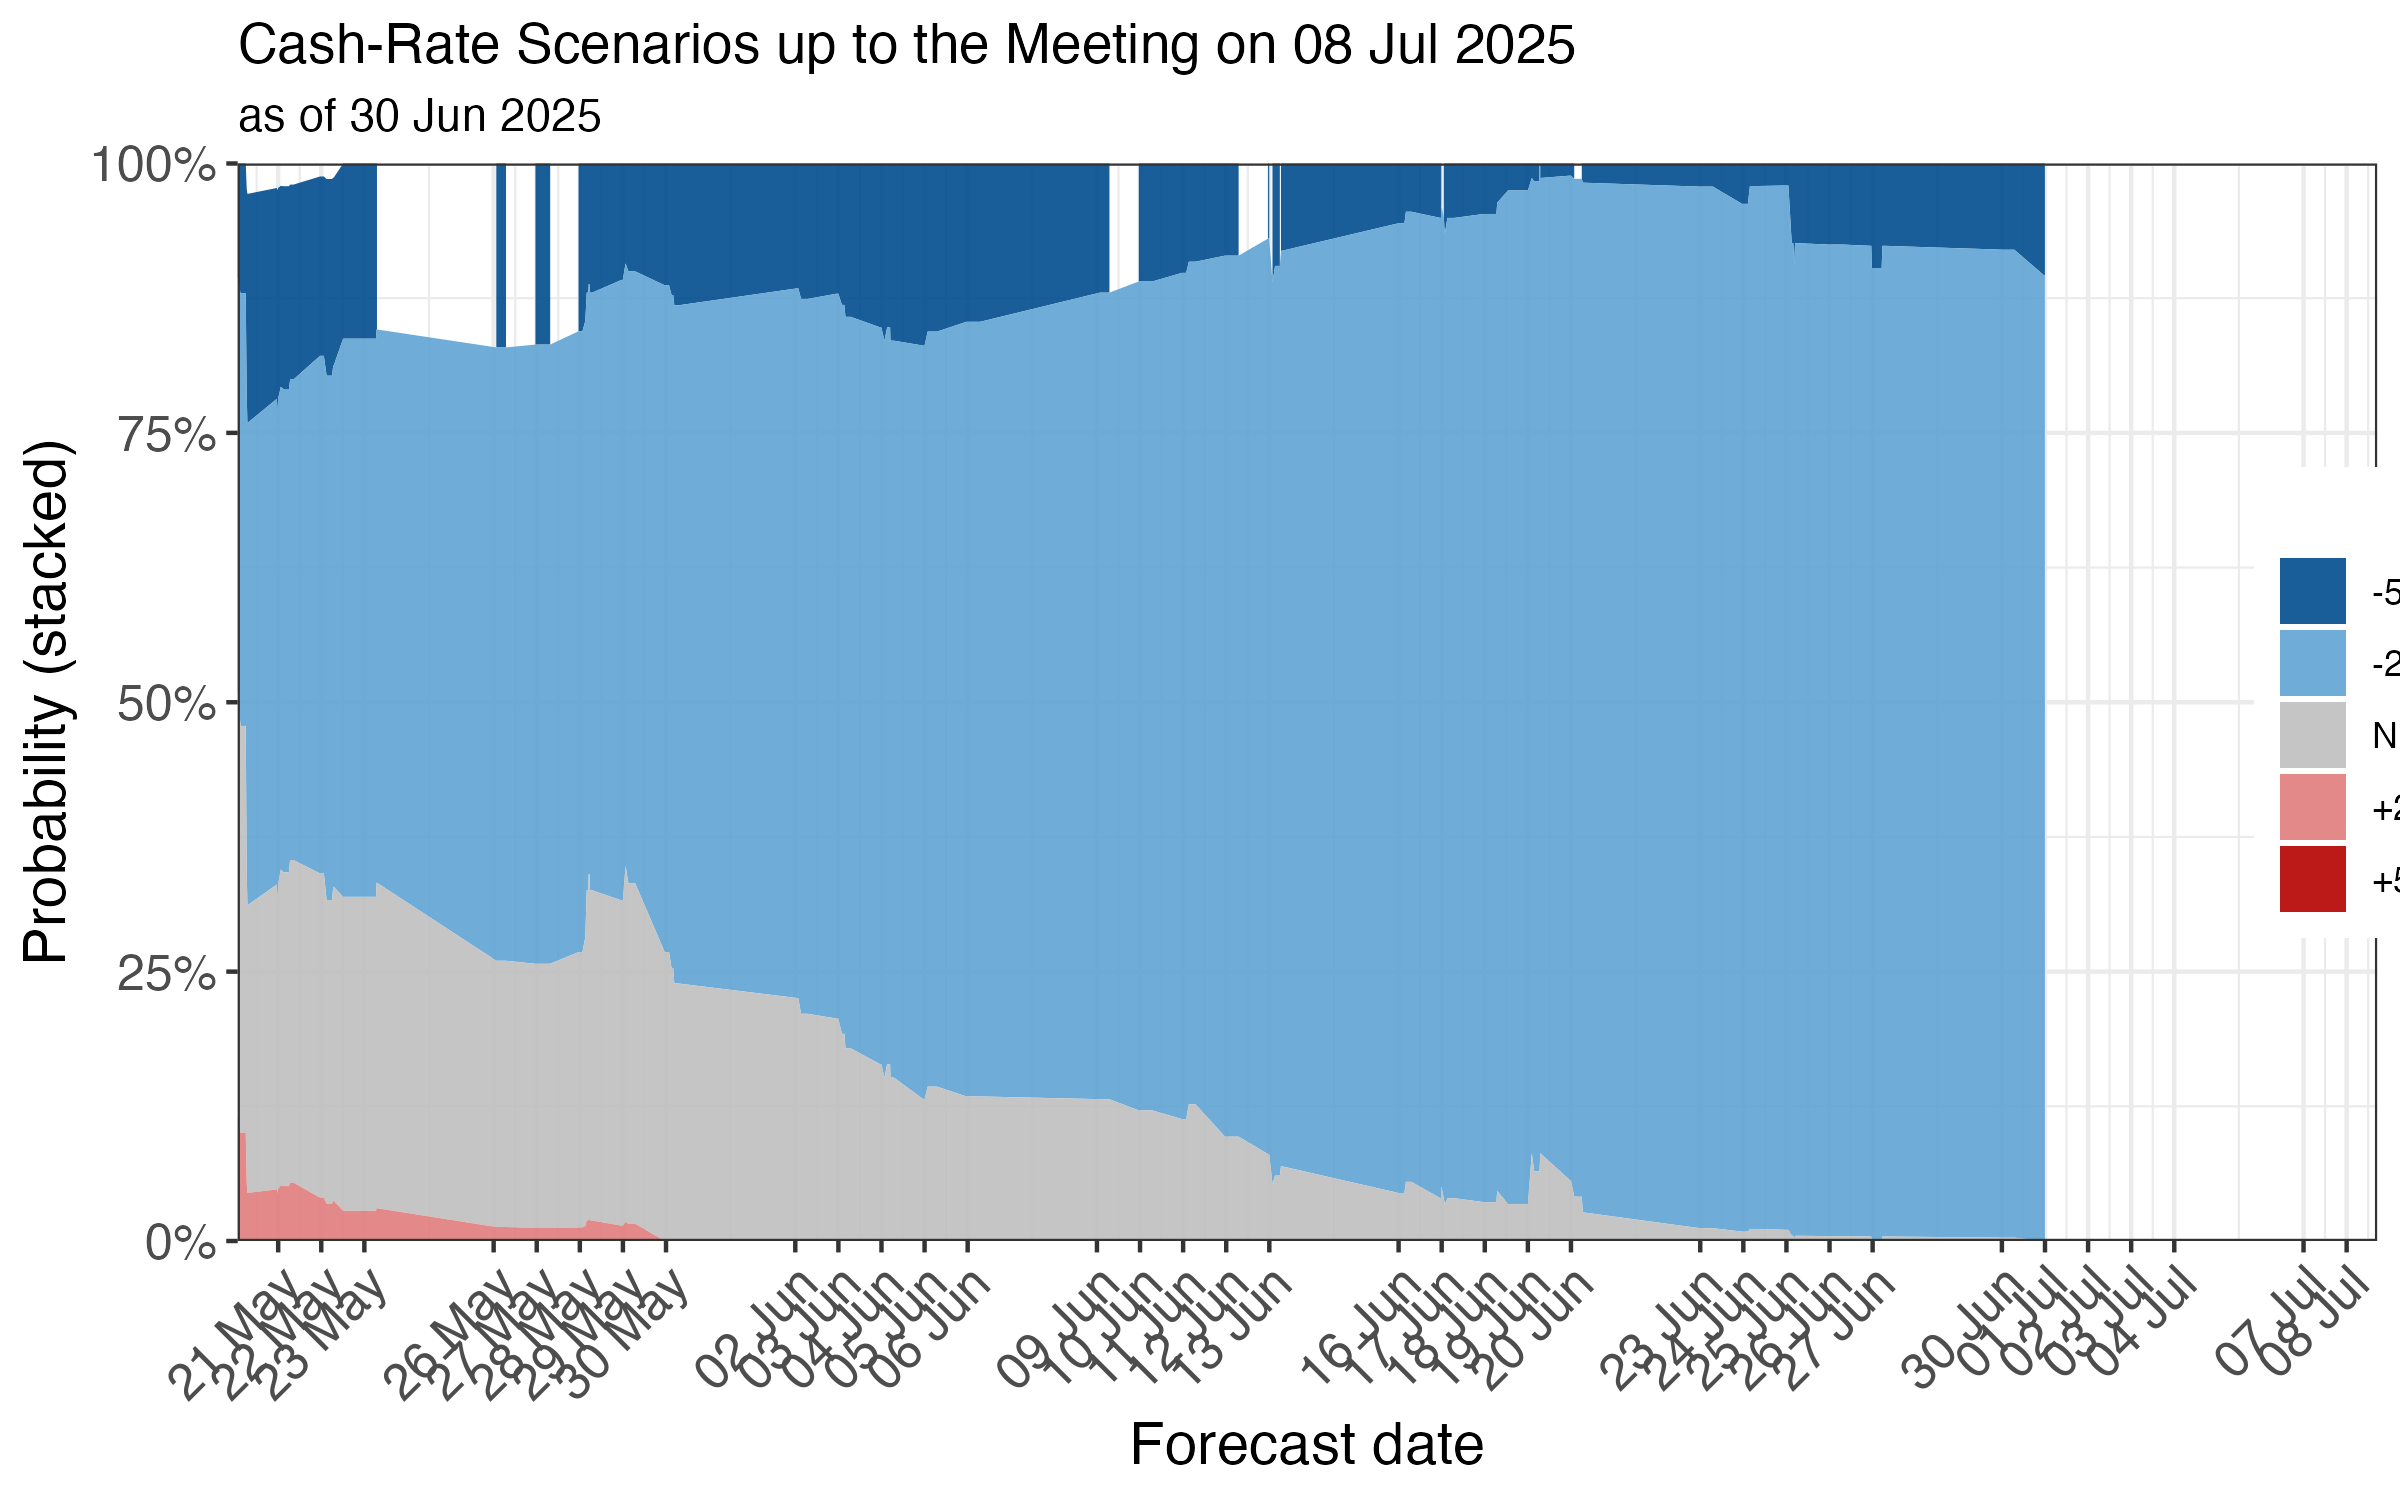 Cash-Rate Scenarios up to the Meeting on 08 Jul 2025
as of 30 Jun 2025
Probability (stacked)
100%
75%
50%
25%
0%
-5
-2
N
+2
+5
21 May
22 May
23 May
26 May
27 May
28 May
29 May
30 May
02 Jun
03 Jun
04 Jun
05 Jun
06 Jun
09 Jun
10 Jun
11 Jun
12 Jun
13 Jun
16 Jun
17 Jun
18 Jun
19 Jun
20 Jun
23 Jun
24 Jun
25 Jun
26 Jun
27 Jun
30 Jun
01 Jul
02 Jul
03 Jul
04 Jul
07 Jul
08 Jul
Forecast date